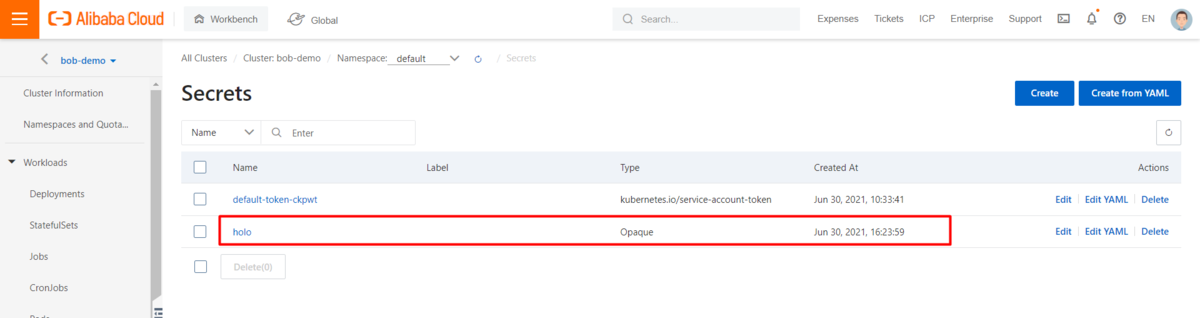 Alibaba Cloud Workbench Global Search... Expenses Tickets ICP Enterprise Support EN
bob-demo
All Clusters / Cluster: bob-demo / Namespace: default / Secrets
Cluster Information
Namespaces and Quota...
Workloads
Deployments
StatefulSets
Jobs
CronJobs
Secrets
Create Create from YAML
Name Enter
Name Label Type Created At Actions
default-token-ckpwt kubernetes.io/service-account-token Jun 30, 2021, 10:33:41 Edit Edit YAML Delete
holo Opaque Jun 30, 2021, 16:23:59 Edit Edit YAML Delete
Delete(0)